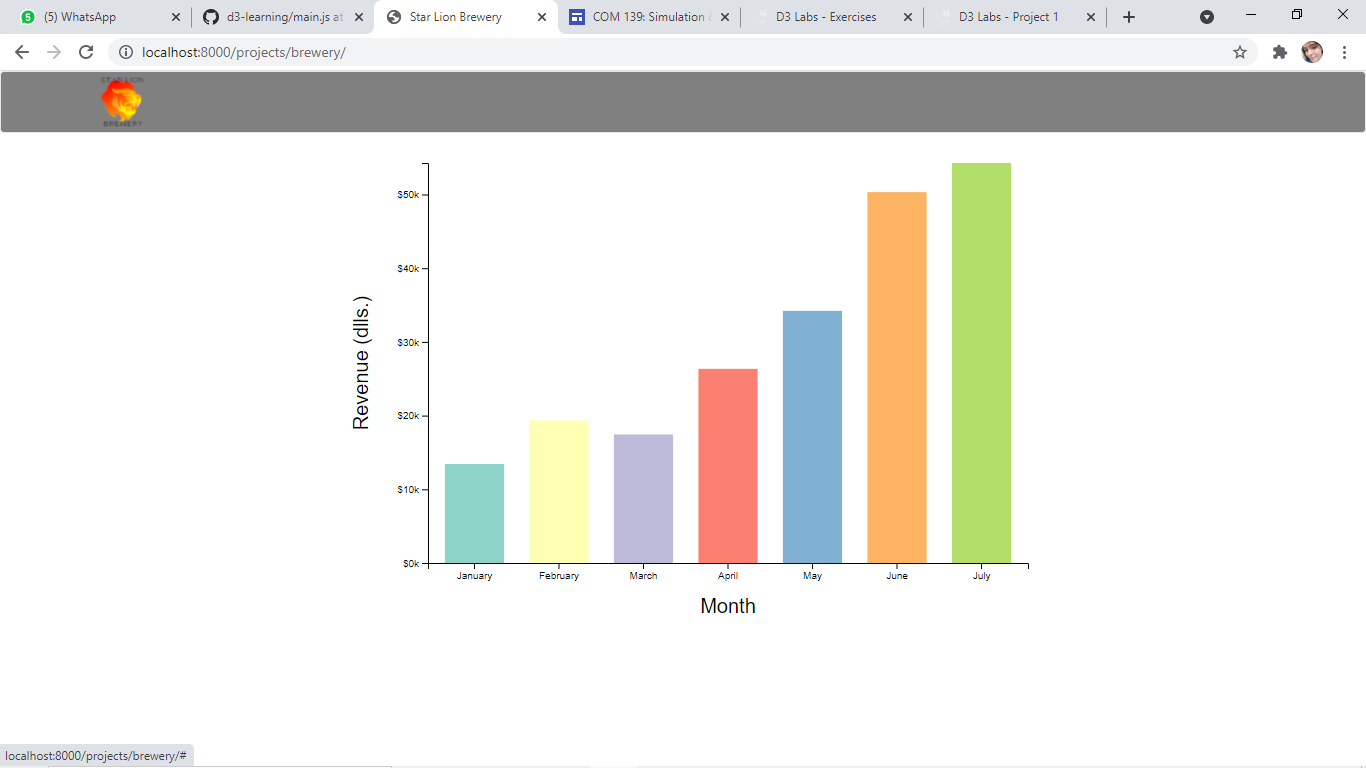 (5) WhatsApp
d3-learning/main.js at
Star Lion Brewery
COM 139: Simulation
D3 Labs - Exercises
D3 Labs - Project 1
localhost:8000/projects/brewery/
STAR LION
BREWERY
$50k
$40k
$30k
$20k
$10k
$0k
Revenue (dlls.)
January February March April May June July
Month
localhost:8000/projects/brewery/#